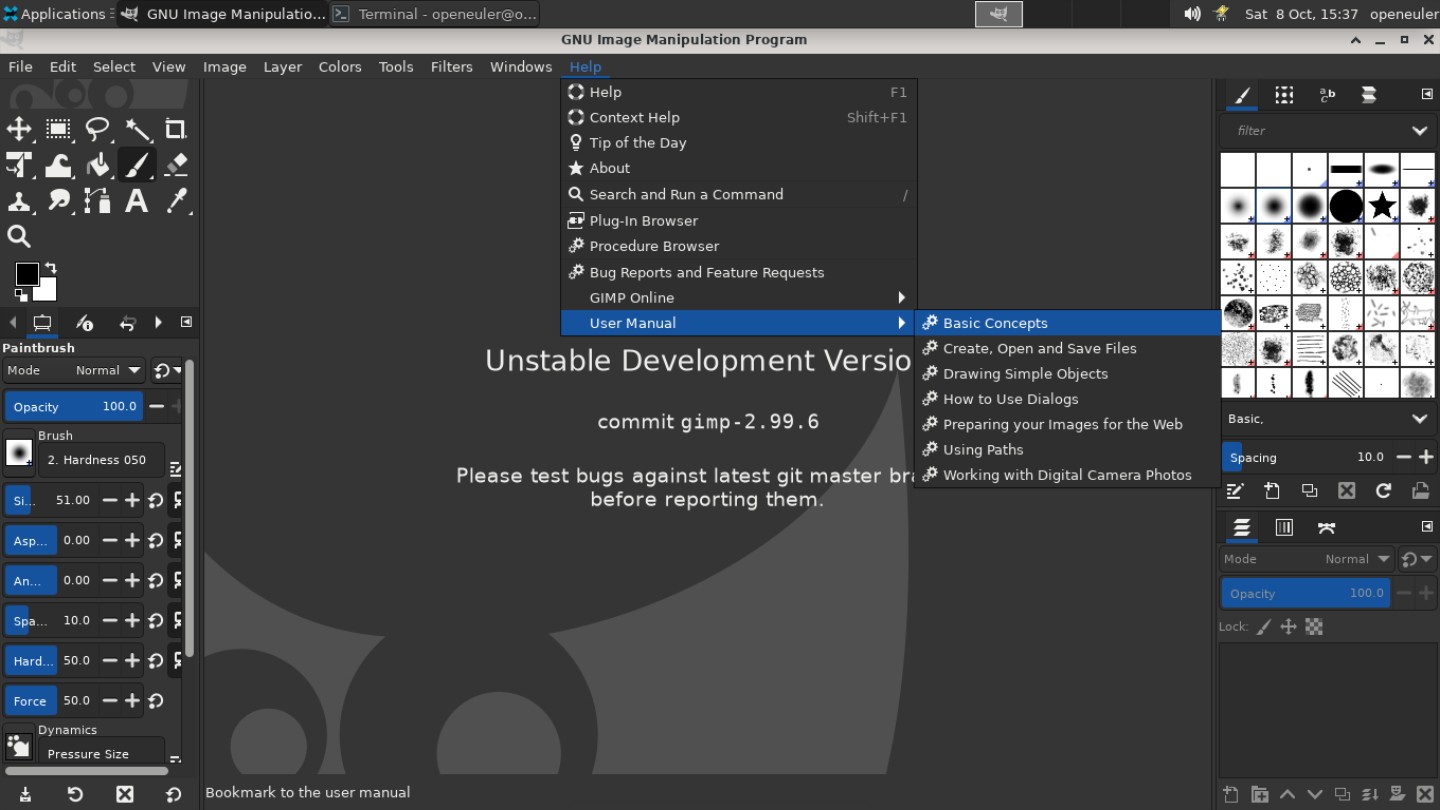 Applications
GNU Image Manipulatio...
Terminal - openeuler@o...
Sat 8 Oct, 15:37
openeuler
GNU Image Manipulation Program
File Edit Select View Image Layer Colors Tools Filters Windows Help
Help F1
Context Help Shift+F1
Tip of the Day
About
Search and Run a Command /
Plug-In Browser
Procedure Browser
Bug Reports and Feature Requests
GIMP Online
User Manual
Basic Concepts
Create, Open and Save Files
Drawing Simple Objects
How to Use Dialogs
Preparing your Images for the Web
Using Paths
Working with Digital Camera Photos
Unstable Development Versio
commit gimp-2.99.6
Please test bugs against latest git master bra
before reporting them.
Paintbrush
Mode Normal
Opacity 100.0
Brush
2. Hardness 050
Si... 51.00
Asp... 0.00
An... 0.00
Spa... 10.0
Hard... 50.0
Force 50.0
Dynamics
Pressure Size
Bookmark to the user manual
filter
Basic,
Spacing 10.0
Mode Normal
Opacity 100.0
Lock: